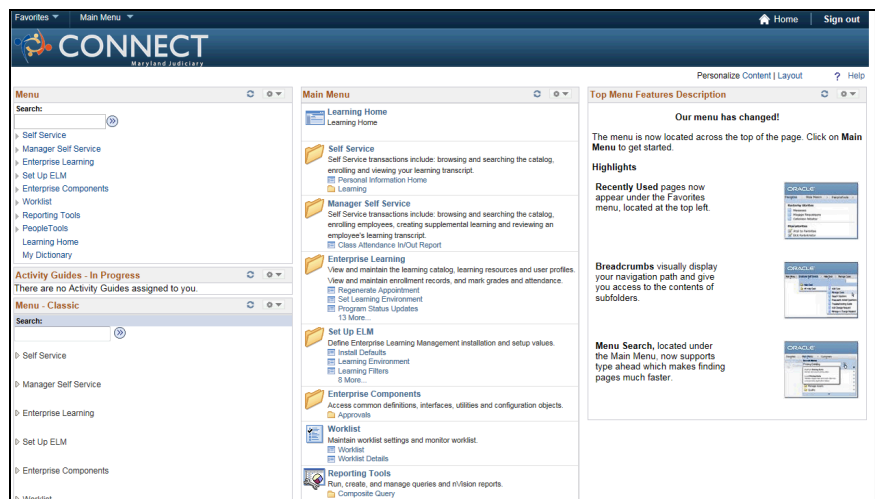 Favorites Main Menu Home Sign out
CONNECT
Maryland Judiciary
Personalize Content | Layout ? Help
Menu
Search:
Self Service
Manager Self Service
Enterprise Learning
Set Up ELM
Enterprise Components
Worklist
Reporting Tools
PeopleTools
Learning Home
My Dictionary
Activity Guides - In Progress
There are no Activity Guides assigned to you.
Menu - Classic
Search:
Self Service
Manager Self Service
Enterprise Learning
Set Up ELM
Enterprise Components
Worklist
Main Menu
Learning Home
Learning Home
Self Service
Self Service transactions include: browsing and searching the catalog,
enrolling and viewing your learning transcript.
Personal Information Home
Learning
Manager Self Service
Self Service transactions include: browsing and searching the catalog,
enrolling employees, creating supplemental learning and reviewing an
employee's learning transcript.
Class Attendance In/Out Report
Enterprise Learning
View and maintain the learning catalog, learning resources and user profiles.
View and maintain enrollment records, and mark grades and attendance.
Regenerate Appointment
Set Learning Environment
Program Status Updates
13 More...
Set Up ELM
Define Enterprise Learning Management installation and setup values.
Install Defaults
Learning Environment
Learning Filters
8 More...
Enterprise Components
Access common definitions, interfaces, utilities and configuration objects.
Approvals
Worklist
Maintain worklist settings and monitor worklist.
Worklist
Worklist Details
Reporting Tools
Run, create, and manage queries and nVision reports.
Composite Query
Top Menu Features Description
Our menu has changed!
The menu is now located across the top of the page. Click on Main
Menu to get started.
Highlights
Recently Used pages now
appear under the Favorites
menu, located at the top left.
ORACLE
Breadcrumbs visually display
your navigation path and give
you access to the contents of
subfolders.
ORACLE
Menu Search, located under
the Main Menu, now supports
type ahead which makes finding
pages much faster.
ORACLE